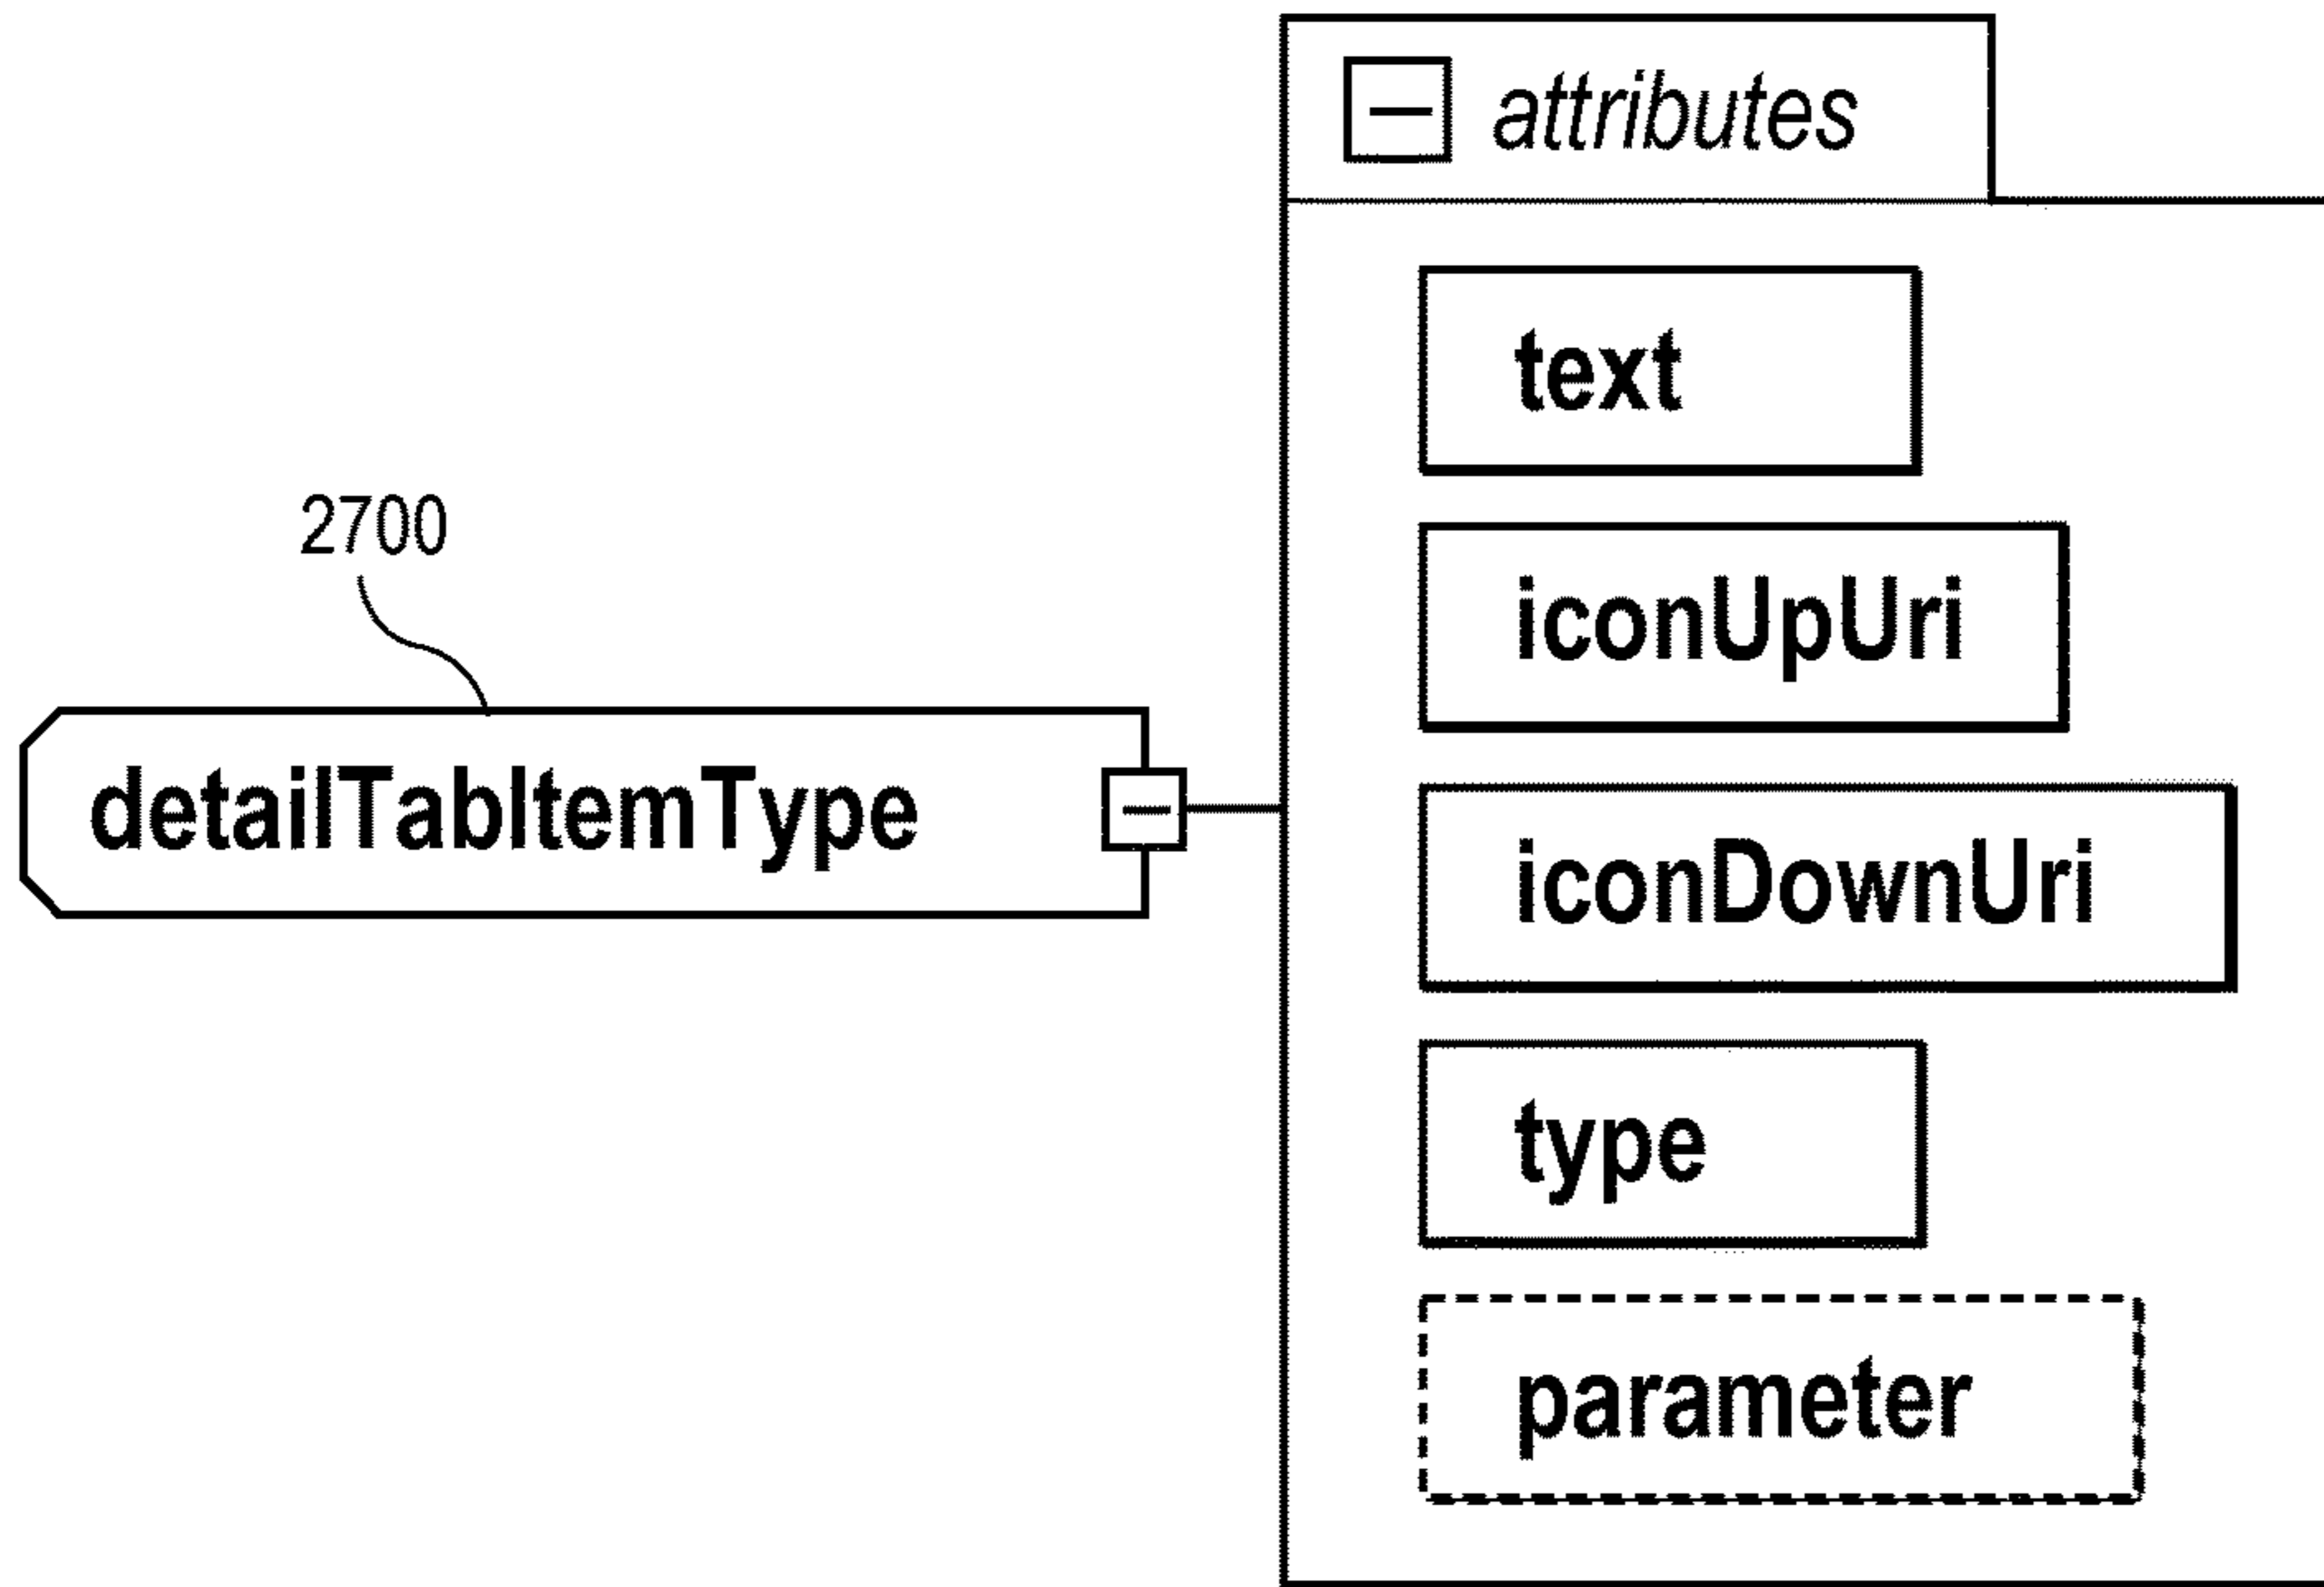 attributes
text
2700
iconUpUri
detailTabItemType
iconDownUri
type
parameter